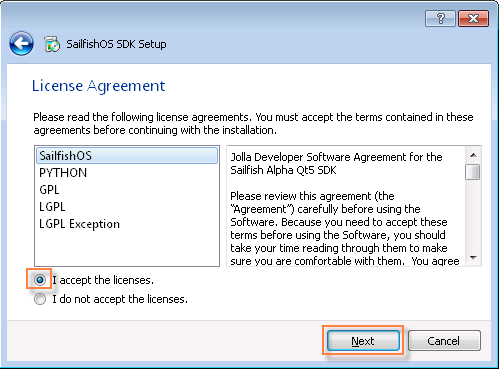 SailfishOS SDK Setup
License Agreement
Please read the following license agreements. You must accept the terms contained in these
agreements before continuing with the installation.
SailfishOS
PYTHON
GPL
LGPL
LGPL Exception
Jolla Developer Software Agreement for the
Sailfish Alpha Qt5 SDK
Please review this agreement (the
“Agreement”) carefully before using the
Software. Because you need to accept these
terms before using the Software, you should
take your time reading through them to make
sure you are comfortable with them. You agree
I accept the licenses.
I do not accept the licenses.
Next
Cancel